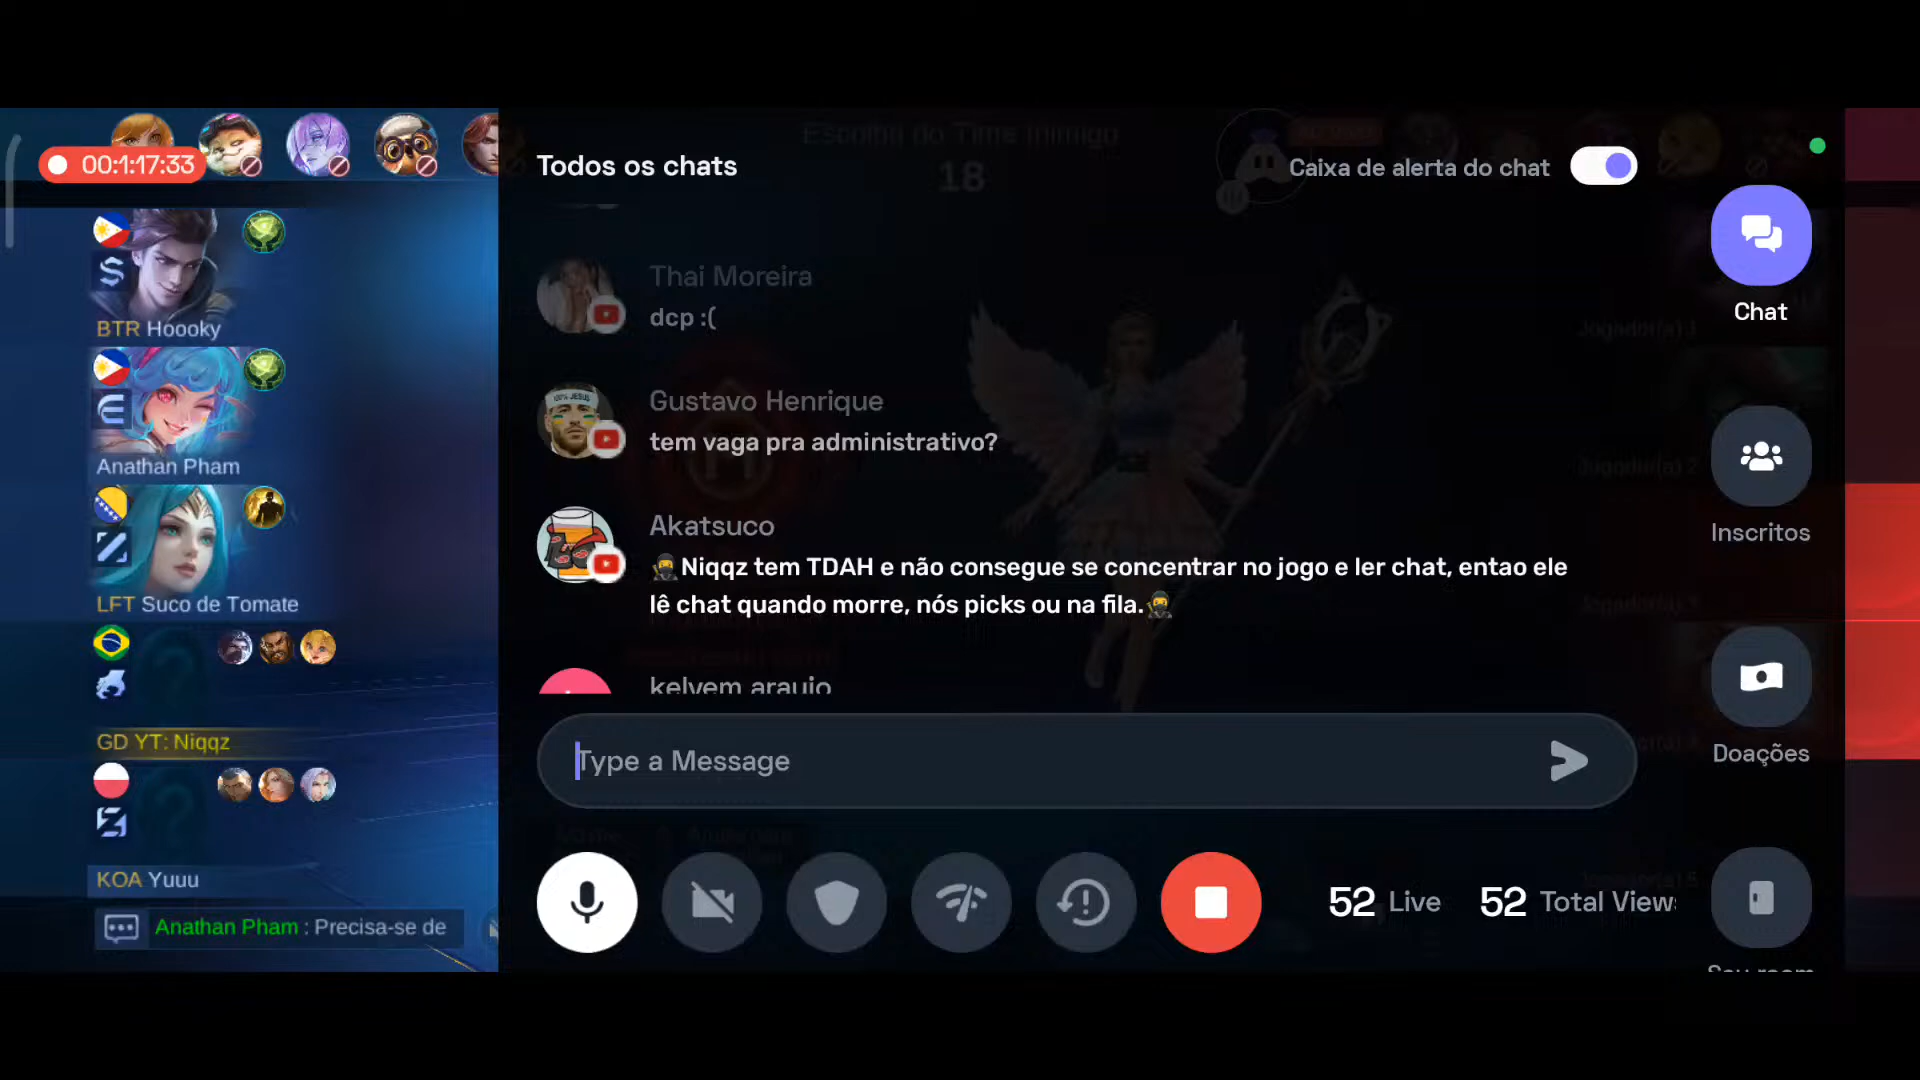 00:1:17:33
BTR Hoooky
Anathan Pham
LFT Suco de Tomate
GD YT: Niqqz
KOA Yuuu
Anathan Pham : Precisa-se de
18
Todos os chats
Caixa de alerta do chat
Thai Moreira
dcp :(
Gustavo Henrique
tem vaga pra administrativo?
Akatsuco
🥷Niqqz tem TDAH e não consegue se concentrar no jogo e ler chat, entao ele
lê chat quando morre, nós picks ou na fila.🥷
kelvem araujo
Type a Message
52 Live
52 Total View
Chat
Inscritos
Doações